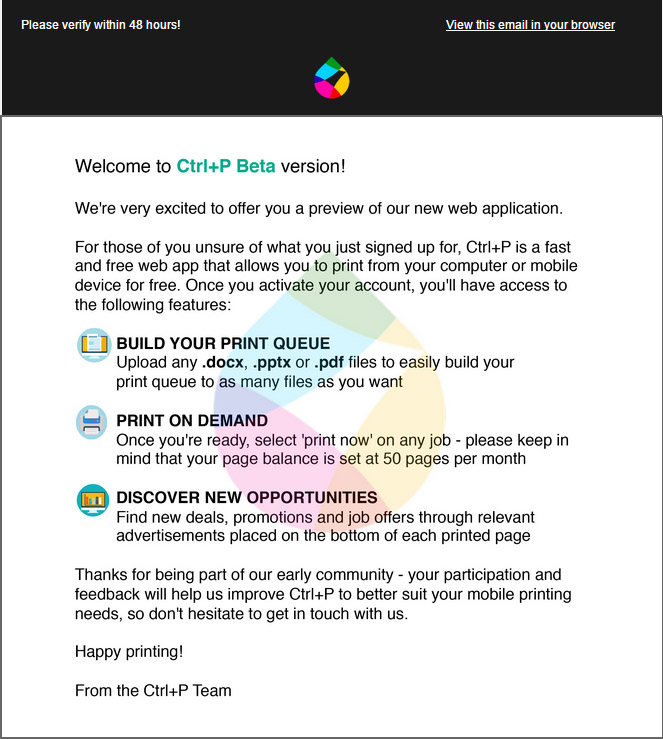 Please verify within 48 hours!
View this email in your browser
Welcome to Ctrl+P Beta version!
We're very excited to offer you a preview of our new web application.
For those of you unsure of what you just signed up for, Ctrl+P is a fast
and free web app that allows you to print from your computer or mobile
device for free. Once you activate your account, you'll have access to
the following features:
BUILD YOUR PRINT QUEUE
Upload any .docx, .pptx or .pdf files to easily build your
print queue to as many files as you want
PRINT ON DEMAND
Once you're ready, select 'print now' on any job - please keep in
mind that your page balance is set at 50 pages per month
DISCOVER NEW OPPORTUNITIES
Find new deals, promotions and job offers through relevant
advertisements placed on the bottom of each printed page
Thanks for being part of our early community - your participation and
feedback will help us improve Ctrl+P to better suit your mobile printing
needs, so don't hesitate to get in touch with us.
Happy printing!
From the Ctrl+P Team